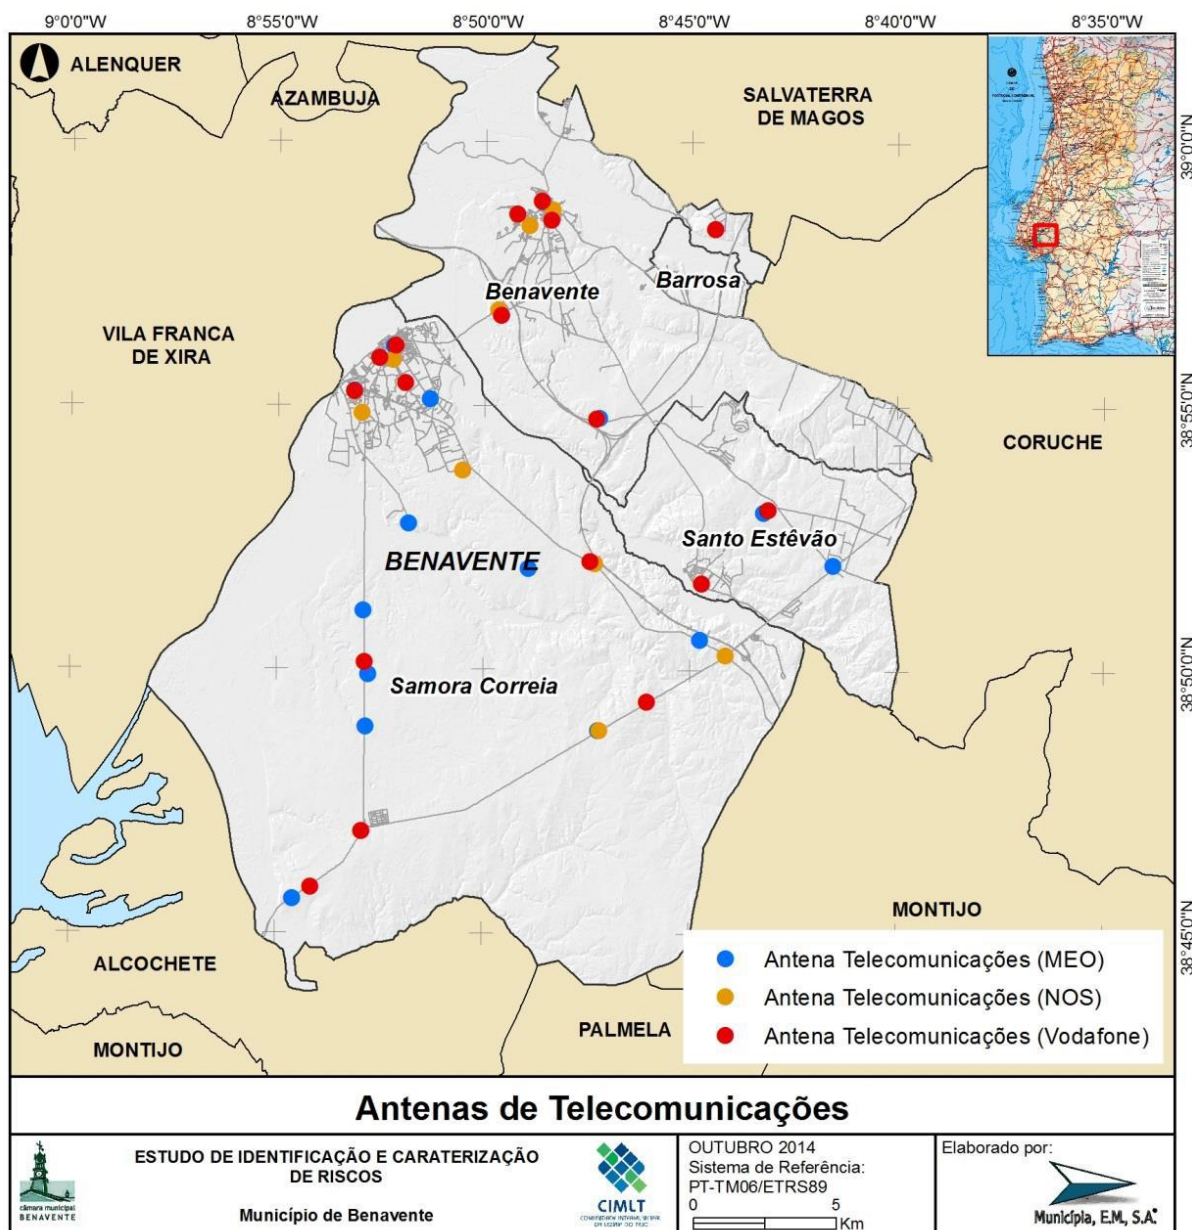 9°0'0"W 8°55'0"W 8°50'0"W 8°45'0"W 8°40'0"W 8°35'0"W
ALENQUER
AZAMBUJA
SALVATERRA
DE MAGOS
39°0'0"N
Benavente
Barrosa
VILA FRANCA
DE XIRA
38°55'0"N
CORUCHE
Santo Estêvão
BENAVENTE
Samora Correia
38°50'0"N
MONTIJO
38°45'0"N
ALCOCHETE
PALMELA
MONTIJO
Antena Telecomunicações (MEO)
Antena Telecomunicações (NOS)
Antena Telecomunicações (Vodafone)
Antenas de Telecomunicações
câmara municipal
BENAVENTE
ESTUDO DE IDENTIFICAÇÃO E CARATERIZAÇÃO
DE RISCOS
Município de Benavente
CIMLT
OUTUBRO 2014
Sistema de Referência:
PT-TM06/ETRS89
0 5
Km
Elaborado por:
Municípia, E.M., S.A.